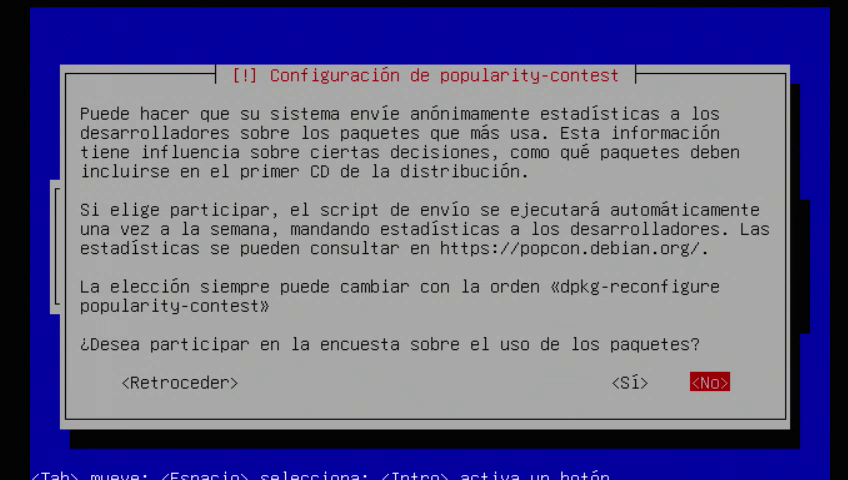 [!] Configuración de popularity-contest
Puede hacer que su sistema envíe anónimamente estadísticas a los
desarrolladores sobre los paquetes que más usa. Esta información
tiene influencia sobre ciertas decisiones, como qué paquetes deben
incluirse en el primer CD de la distribución.
Si elige participar, el script de envío se ejecutará automáticamente
una vez a la semana, mandando estadísticas a los desarrolladores. Las
estadísticas se pueden consultar en https://popcon.debian.org/.
La elección siempre puede cambiar con la orden «dpkg-reconfigure
popularity-contest»
¿Desea participar en la encuesta sobre el uso de los paquetes?
<Retroceder> <Sí> <No>
<Tab> mueve; <Espacio> selecciona; <Intro> activa un botón